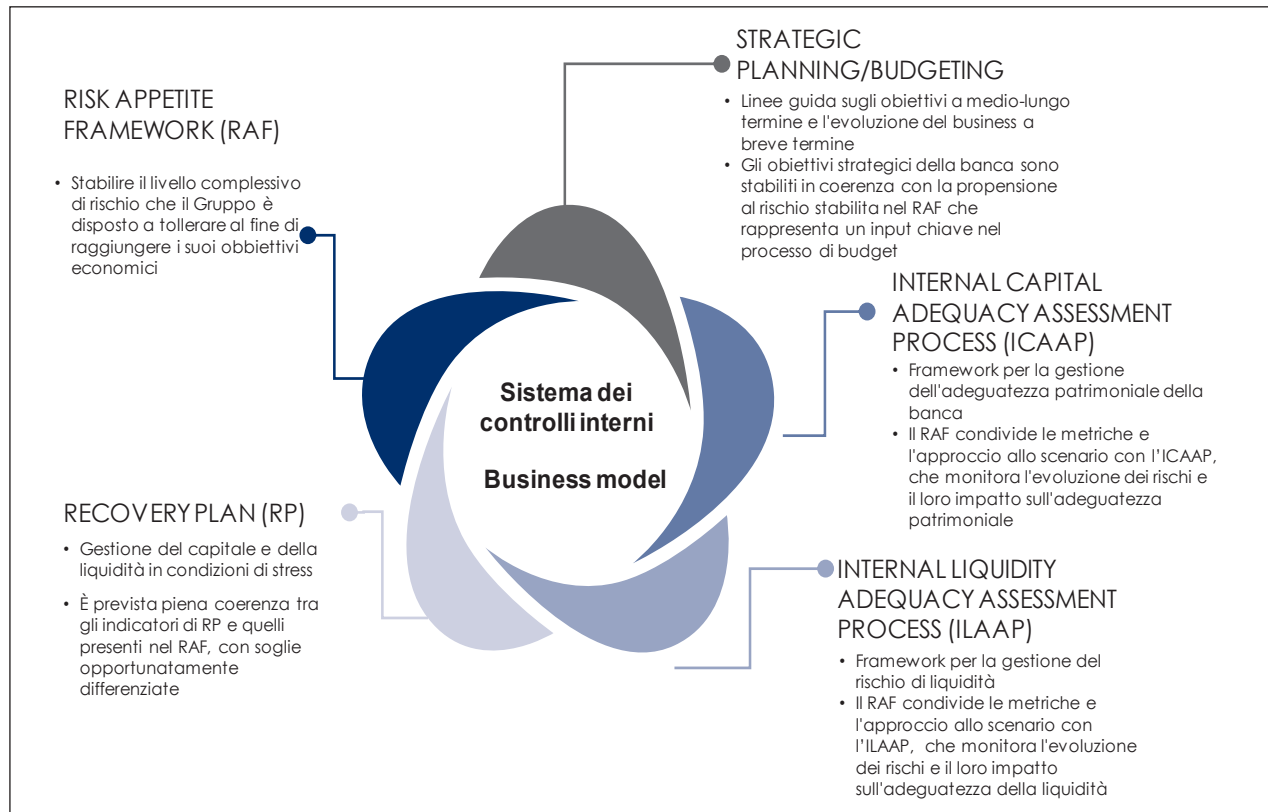 STRATEGIC
PLANNING/BUDGETING
• Linee guida sugli obiettivi a medio-lungo
termine e l'evoluzione del business a
breve termine
• Gli obiettivi strategici della banca sono
stabiliti in coerenza con la propensione
al rischio stabilita nel RAF che
rappresenta un input chiave nel
processo di budget
RISK APPETITE
FRAMEWORK (RAF)
• Stabilire il livello complessivo
di rischio che il Gruppo è
disposto a tollerare al fine di
raggiungere i suoi obbiettivi
economici
INTERNAL CAPITAL
ADEQUACY ASSESSMENT
PROCESS (ICAAP)
• Framework per la gestione
dell'adeguatezza patrimoniale della
banca
• Il RAF condivide le metriche e
l'approccio allo scenario con l'ICAAP,
che monitora l'evoluzione dei rischi e
il loro impatto sull'adeguatezza
patrimoniale
Sistema dei
controlli interni
Business model
RECOVERY PLAN (RP)
• Gestione del capitale e della
liquidità in condizioni di stress
• È prevista piena coerenza tra
gli indicatori di RP e quelli
presenti nel RAF, con soglie
opportunatamente
differenziate
INTERNAL LIQUIDITY
ADEQUACY ASSESSMENT
PROCESS (ILAAP)
• Framework per la gestione del
rischio di liquidità
• Il RAF condivide le metriche e
l'approccio allo scenario con
l'ILAAP, che monitora l'evoluzione
dei rischi e il loro impatto
sull'adeguatezza della liquidità